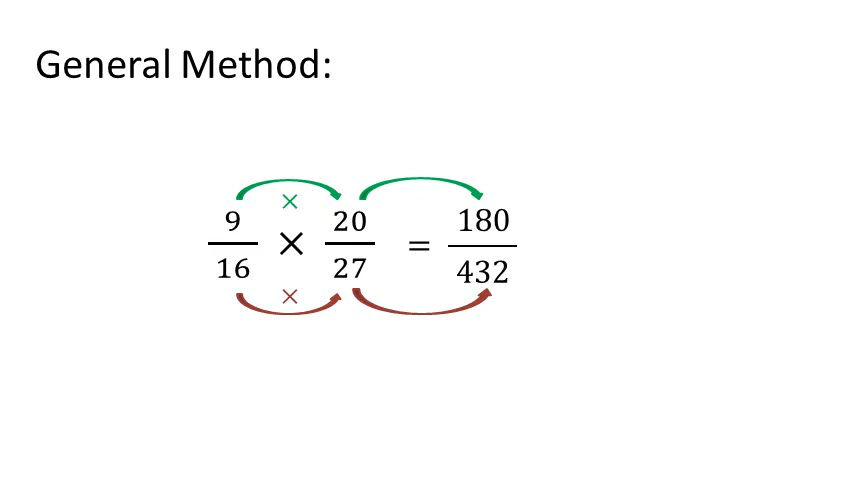 General Method:
9/16 × 20/27 = 180/432
×
×